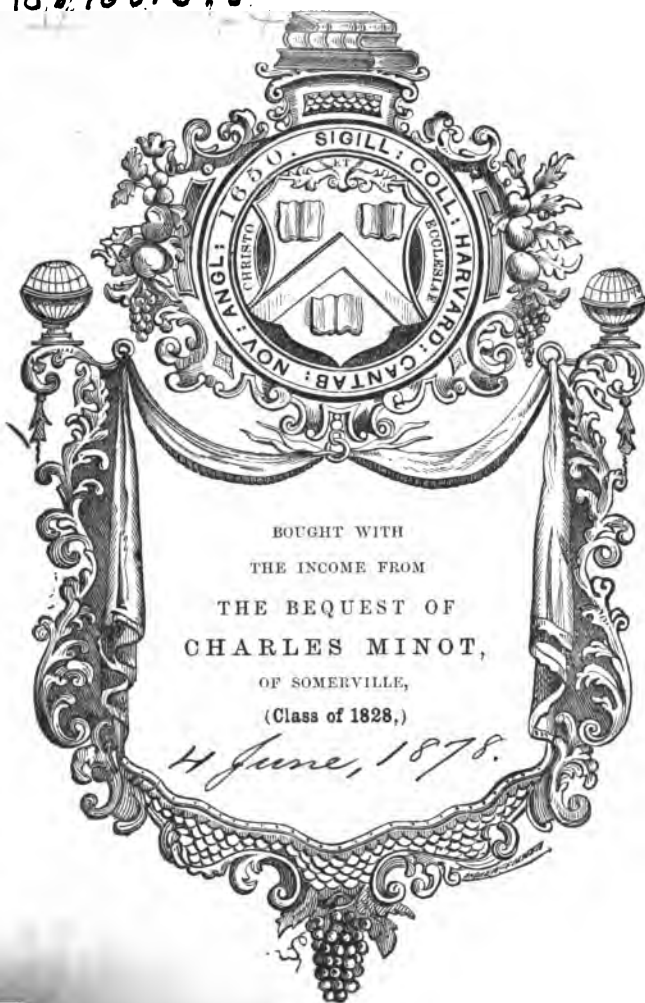 SIGILL: COLL: HARVARD: CANTAB: NOV: ANGL: 1650.
ET
CHRISTO
ECCLESIAE
BOUGHT WITH
THE INCOME FROM
THE BEQUEST OF
CHARLES MINOT,
OF SOMERVILLE,
(Class of 1828,)
4 June, 1878.